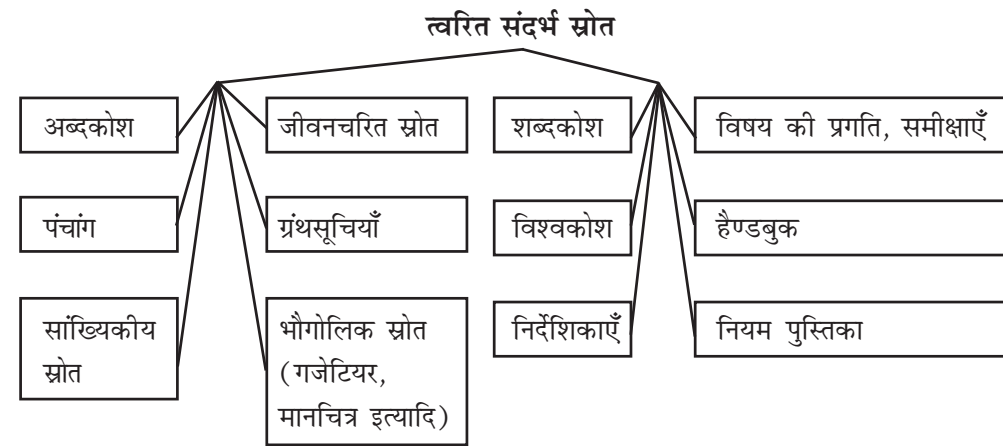 त्वरित संदर्भ स्रोत
अब्दकोश
जीवनचरित स्रोत
शब्दकोश
विषय की प्रगति, समीक्षाएँ
पंचांग
ग्रंथसूचियाँ
विश्वकोश
हैण्डबुक
सांख्यिकीय
स्रोत
भौगोलिक स्रोत
(गजेटियर,
मानचित्र इत्यादि)
निर्देशिकाएँ
नियम पुस्तिका